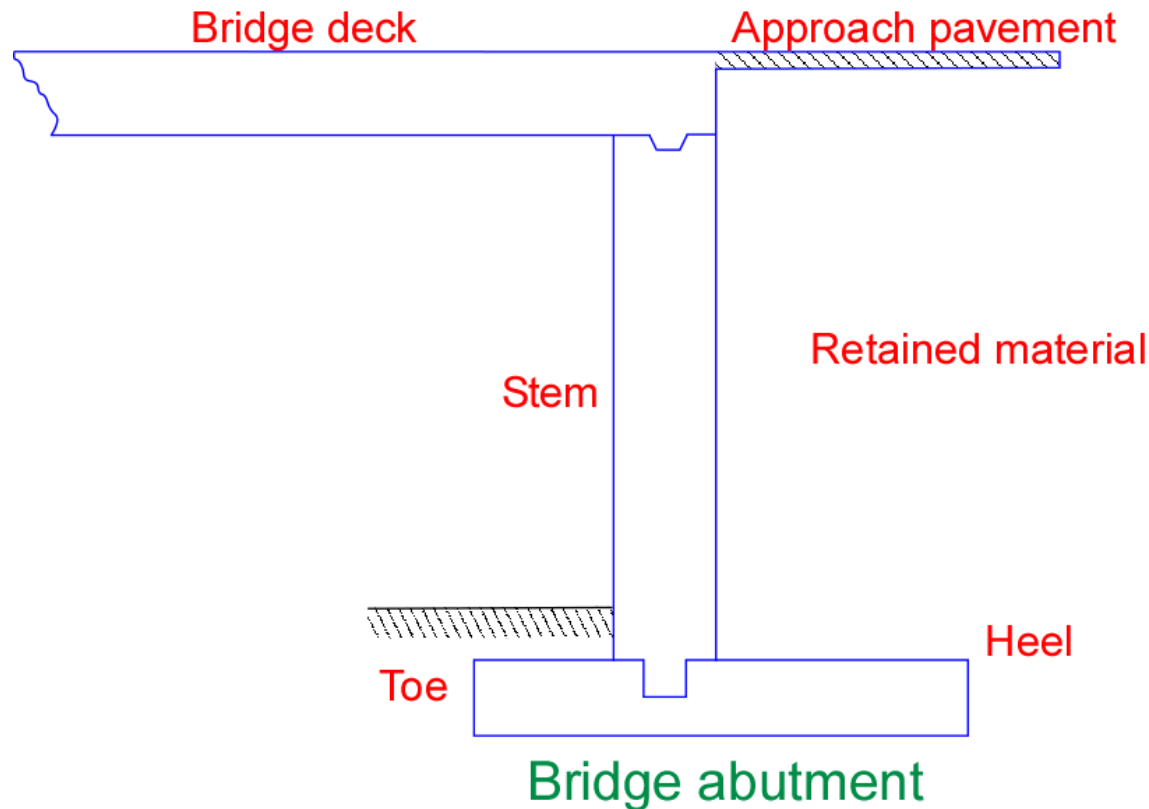 Bridge deck
Approach pavement
Retained material
Stem
Heel
Toe
Bridge abutment